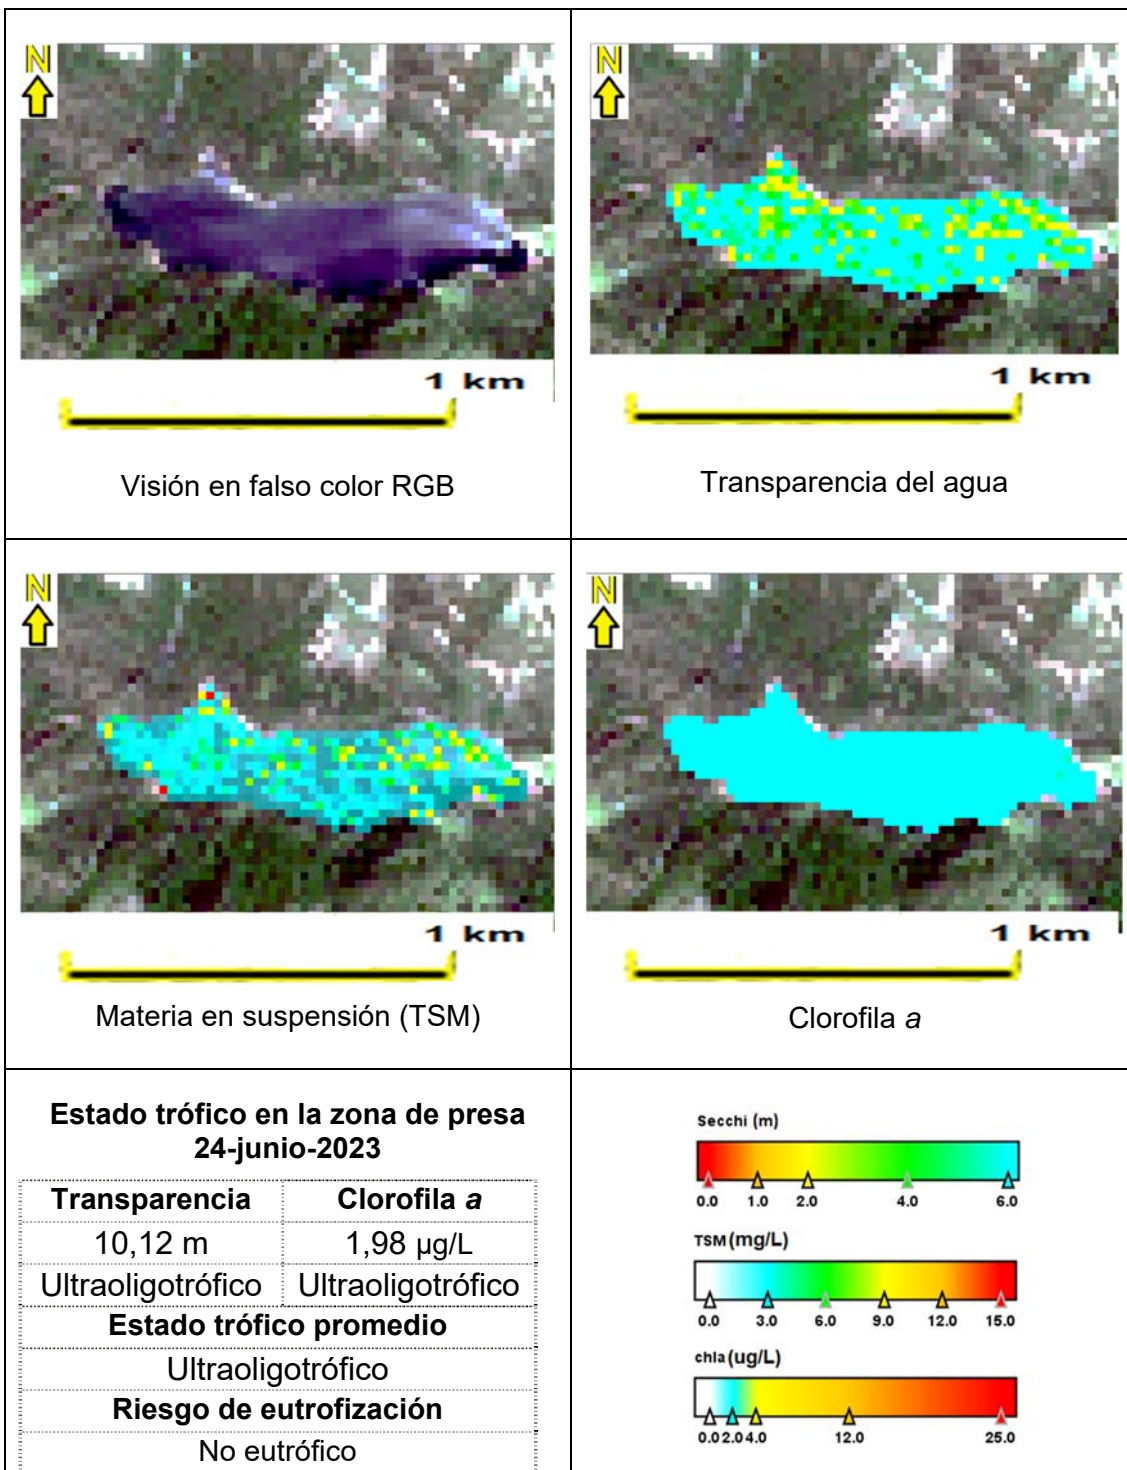 N
N
1 km
1 km
Visión en falso color RGB
Transparencia del agua
N
N
1 km
1 km
Materia en suspensión (TSM)
Clorofila a
Estado trófico en la zona de presa
24-junio-2023
Transparencia Clorofila a
10,12 m 1,98 µg/L
Ultraoligotrófico Ultraoligotrófico
Estado trófico promedio
Ultraoligotrófico
Riesgo de eutrofización
No eutrófico
Secchi (m)
0.0 1.0 2.0 4.0 6.0
TSM (mg/L)
0.0 3.0 6.0 9.0 12.0 15.0
chla (ug/L)
0.0 2.0 4.0 12.0 25.0